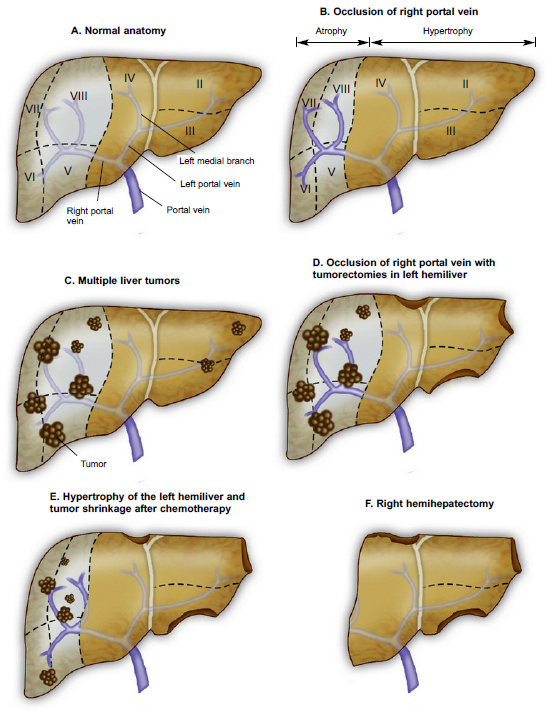 A. Normal anatomy
IV
II
VIII
VII
III
VI
V
Left medial branch
Left portal vein
Right portal
vein
Portal vein
B. Occlusion of right portal vein
Atrophy
Hypertrophy
IV
II
VIII
VII
III
VI
V
C. Multiple liver tumors
Tumor
D. Occlusion of right portal vein with
tumorectomies in left hemiliver
E. Hypertrophy of the left hemiliver and
tumor shrinkage after chemotherapy
F. Right hemihepatectomy